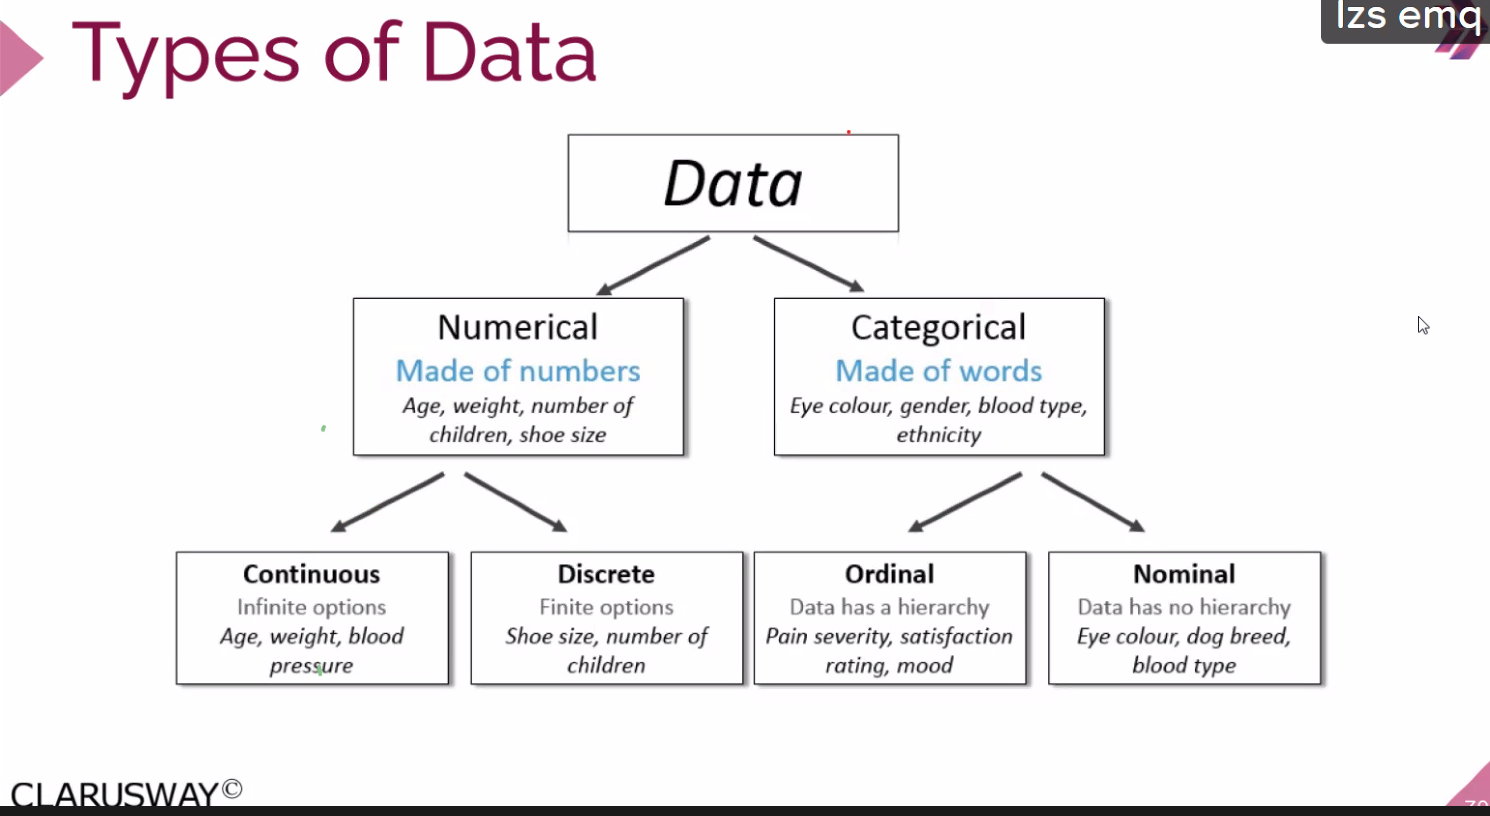 Types of Data
lzs emq
Data
Numerical
Made of numbers
Age, weight, number of
children, shoe size
Categorical
Made of words
Eye colour, gender, blood type,
ethnicity
Continuous
Infinite options
Age, weight, blood
pressure
Discrete
Finite options
Shoe size, number of
children
Ordinal
Data has a hierarchy
Pain severity, satisfaction
rating, mood
Nominal
Data has no hierarchy
Eye colour, dog breed,
blood type
CLARUSWAY©